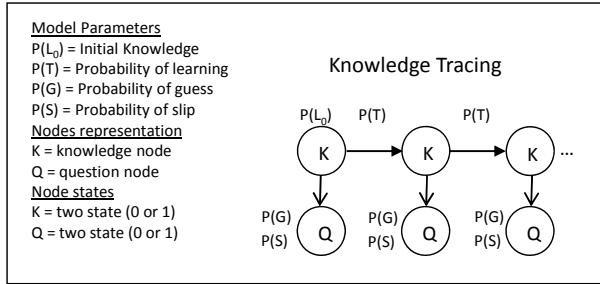 Model Parameters
P(L₀) = Initial Knowledge
P(T) = Probability of learning
P(G) = Probability of guess
P(S) = Probability of slip
Nodes representation
K = knowledge node
Q = question node
Node states
K = two state (0 or 1)
Q = two state (0 or 1)
Knowledge Tracing
P(L₀) P(T) P(T)
K K K ...
P(G) P(G) P(G)
P(S) P(S) P(S)
Q Q Q